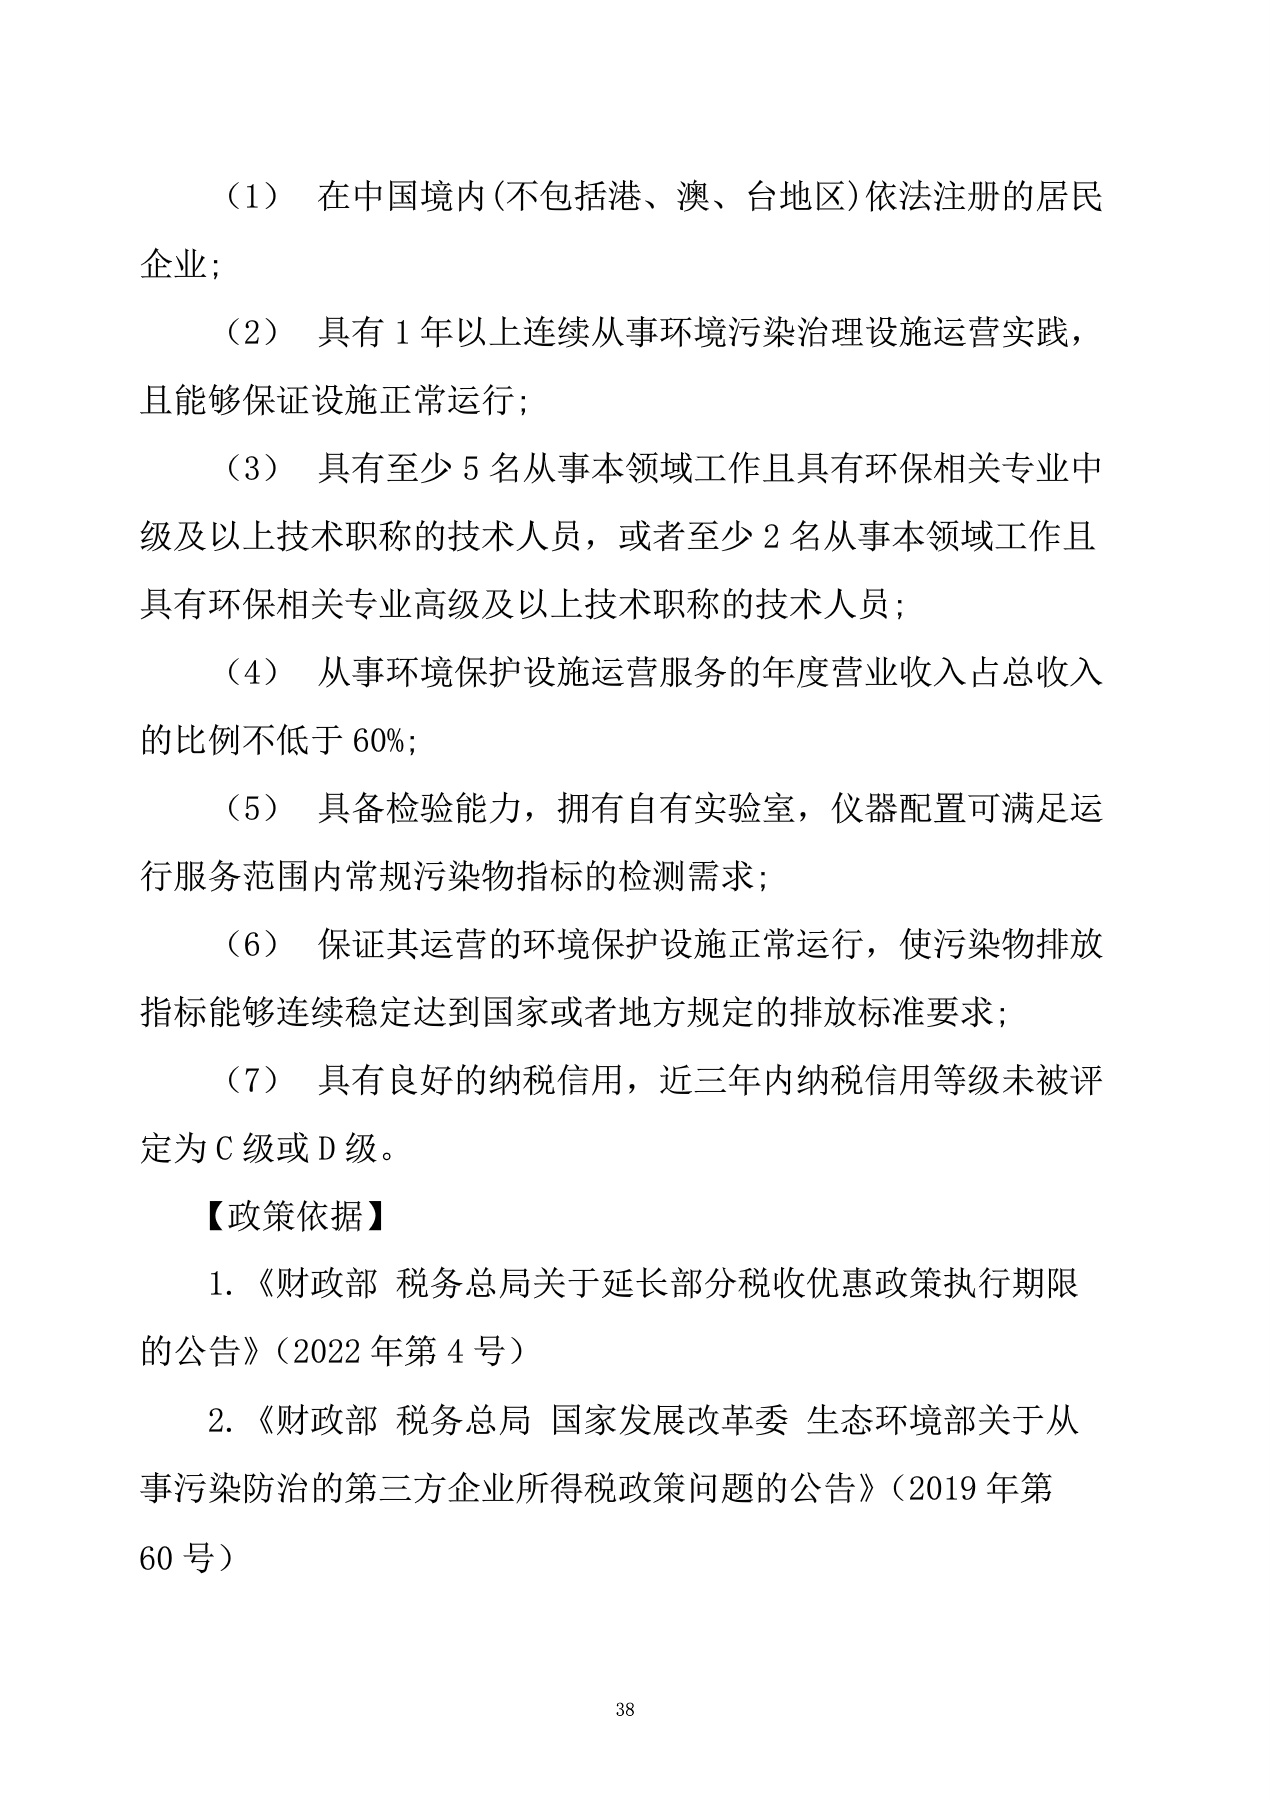 （1） 在中国境内(不包括港、澳、台地区)依法注册的居民
企业;
（2） 具有 1 年以上连续从事环境污染治理设施运营实践，
且能够保证设施正常运行;
（3） 具有至少 5 名从事本领域工作且具有环保相关专业中
级及以上技术职称的技术人员，或者至少 2 名从事本领域工作且
具有环保相关专业高级及以上技术职称的技术人员;
（4） 从事环境保护设施运营服务的年度营业收入占总收入
的比例不低于 60%;
（5） 具备检验能力，拥有自有实验室，仪器配置可满足运
行服务范围内常规污染物指标的检测需求;
（6） 保证其运营的环境保护设施正常运行，使污染物排放
指标能够连续稳定达到国家或者地方规定的排放标准要求;
（7） 具有良好的纳税信用，近三年内纳税信用等级未被评
定为 C 级或 D 级。
【政策依据】
1.《财政部 税务总局关于延长部分税收优惠政策执行期限
的公告》（2022 年第 4 号）
2.《财政部 税务总局 国家发展改革委 生态环境部关于从
事污染防治的第三方企业所得税政策问题的公告》（2019 年第
60 号）
38